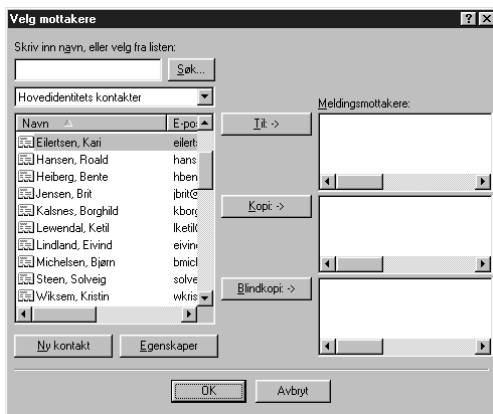 Velg mottakere
Skriv inn navn, eller velg fra listen:
Søk...
Hovedidentitets kontakter
Meldingsmottakere:
Navn E-po
Til: ->
Eilertsen, Kari eilert
Hansen, Roald hans
Heiberg, Bente hben
Jensen, Brit jbrit@
Kalsnes, Borghild kborg
Kopi: ->
Lewendal, Ketil lketil
Lindland, Eivind eivin
Michelsen, Bjørn bmicl
Steen, Solveig solve
Blindkopi: ->
Wiksem, Kristin wkris
Ny kontakt Egenskaper
OK Avbryt